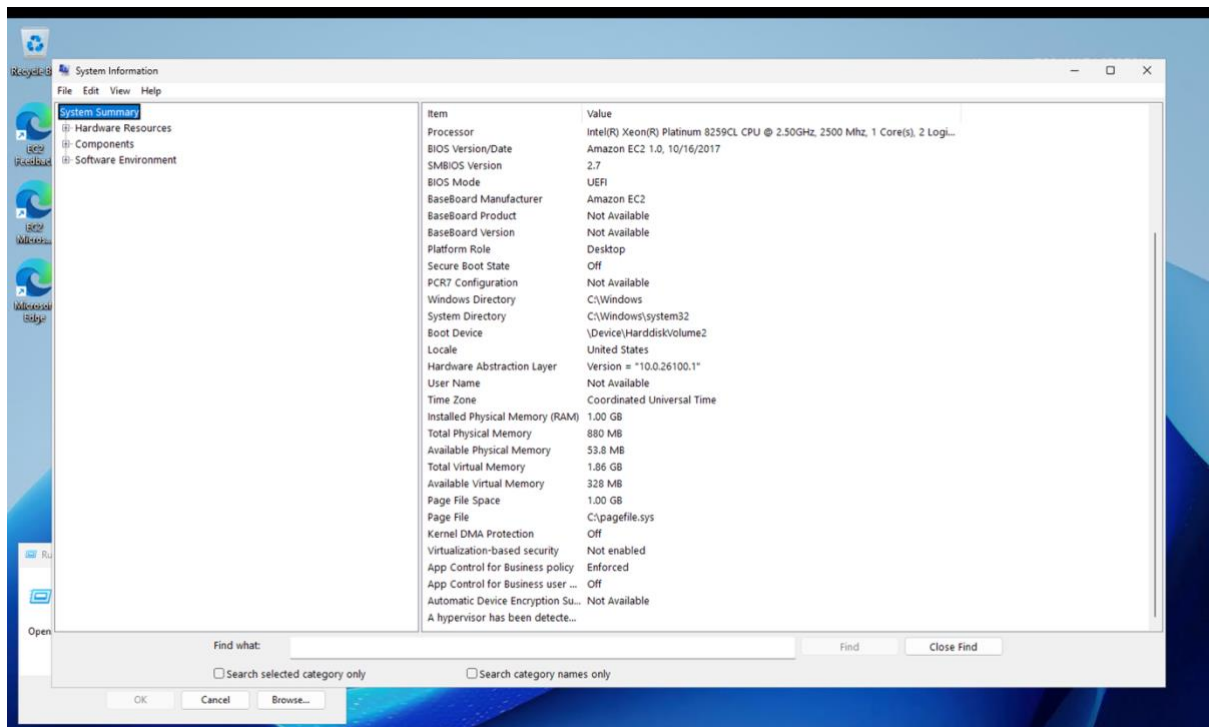 Recycle B
System Information
File Edit View Help
EC2
Feedbac
EC2
Micros...
Microsof
Edge
System Summary
Hardware Resources
Components
Software Environment
Item Value
Processor Intel(R) Xeon(R) Platinum 8259CL CPU @ 2.50GHz, 2500 Mhz, 1 Core(s), 2 Logi...
BIOS Version/Date Amazon EC2 1.0, 10/16/2017
SMBIOS Version 2.7
BIOS Mode UEFI
BaseBoard Manufacturer Amazon EC2
BaseBoard Product Not Available
BaseBoard Version Not Available
Platform Role Desktop
Secure Boot State Off
PCR7 Configuration Not Available
Windows Directory C:\Windows
System Directory C:\Windows\system32
Boot Device \Device\HarddiskVolume2
Locale United States
Hardware Abstraction Layer Version = "10.0.26100.1"
User Name Not Available
Time Zone Coordinated Universal Time
Installed Physical Memory (RAM) 1.00 GB
Total Physical Memory 880 MB
Available Physical Memory 53.8 MB
Total Virtual Memory 1.86 GB
Available Virtual Memory 328 MB
Page File Space 1.00 GB
Page File C:\pagefile.sys
Kernel DMA Protection Off
Virtualization-based security Not enabled
App Control for Business policy Enforced
App Control for Business user ... Off
Automatic Device Encryption Su... Not Available
A hypervisor has been detecte...
Ru
Open
Find what: Find Close Find
Search selected category only Search category names only
OK Cancel Browse...